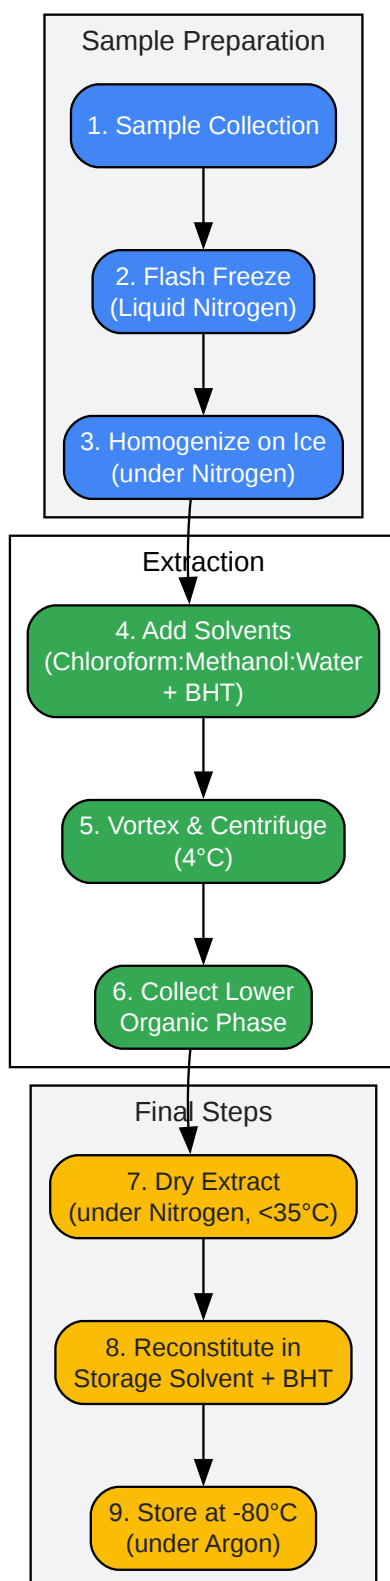 Sample Preparation
1. Sample Collection
2. Flash Freeze
(Liquid Nitrogen)
3. Homogenize on Ice
(under Nitrogen)
Extraction
4. Add Solvents
(Chloroform:Methanol:Water
+ BHT)
5. Vortex & Centrifuge
(4°C)
6. Collect Lower
Organic Phase
Final Steps
7. Dry Extract
(under Nitrogen, <35°C)
8. Reconstitute in
Storage Solvent + BHT
9. Store at -80°C
(under Argon)